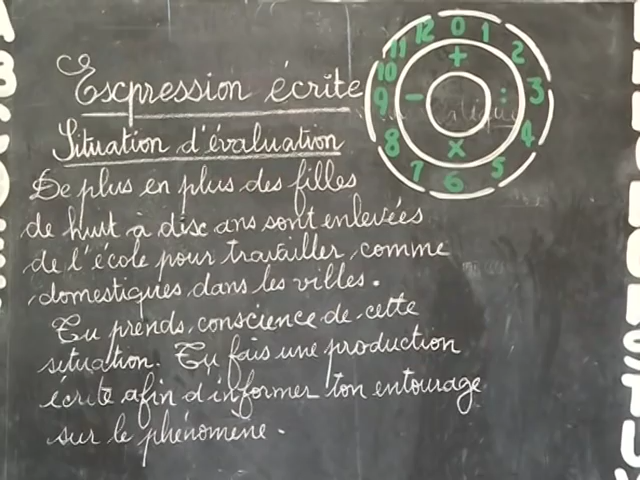 Expression écrite
Situation d'évaluation
De plus en plus des filles
de huit à dix ans sont enlevées
de l'école pour travailler comme
domestiques dans les villes.
Tu prends conscience de cette
situation. Tu fais une production
écrite afin d'informer ton entourage
sur le phénomène.
0 1 2 3 4 5 6 7 8 9 10 11 12
+ : x -